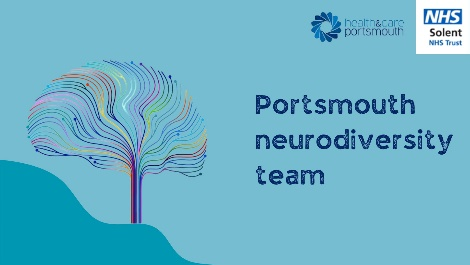 health&care
portsmouth
NHS
Solent
NHS Trust
Portsmouth
neurodiversity
team